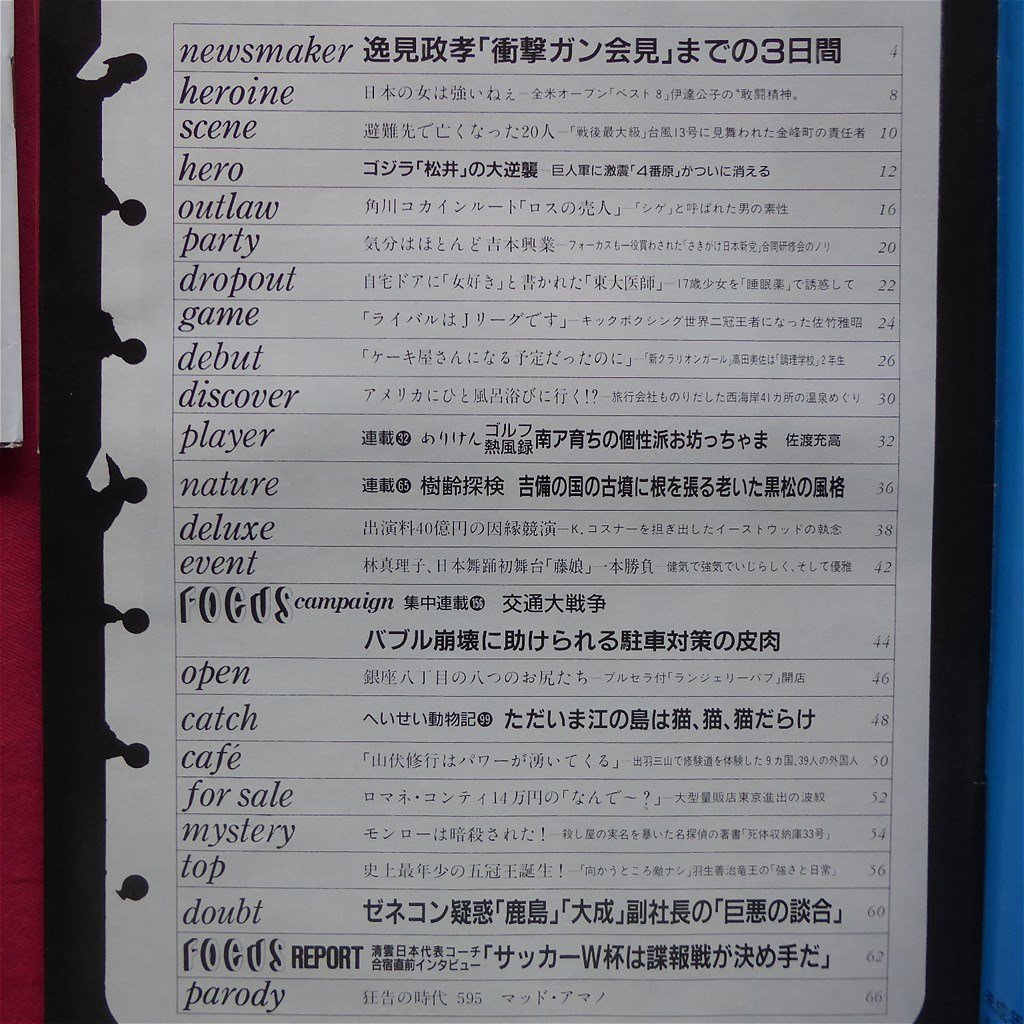 newsmaker 逸見政孝「衝撃ガン会見」までの3日間 4
heroine 日本の女は強いねぇ―全米オープン「ベスト8」伊達公子の〝敢闘精神〟 8
scene 避難先で亡くなった20人―「戦後最大級」台風13号に見舞われた金峰町の責任者 10
hero ゴジラ「松井」の大逆襲―巨人軍に激震「4番原」がついに消える 12
outlaw 角川コカインルート「ロスの売人」―「シゲ」と呼ばれた男の素性 16
party 気分はほとんど吉本興業―フォーカスも一役買わされた「さきがけ日本新党」合同研修会のノリ 20
dropout 自宅ドアに「女好き」と書かれた「東大医師」―17歳少女を「睡眠薬」で誘惑して 22
game 「ライバルはJリーグです」―キックボクシング世界二冠王者になった佐竹雅昭 24
debut 「ケーキ屋さんになる予定だったのに」―「新クラリオンガール」高田美佐は「調理学校」2年生 26
discover アメリカにひと風呂浴びに行く!?―旅行会社ものりだした西海岸41カ所の温泉めぐり 30
player 連載㉜ ありけん ゴルフ熱風録 南ア育ちの個性派お坊っちゃま 佐渡充高 32
nature 連載65 樹齢探検 吉備の国の古墳に根を張る老いた黒松の風格 36
deluxe 出演料40億円の因縁競演―K.コスナーを担ぎ出したイーストウッドの執念 38
event 林真理子、日本舞踊初舞台「藤娘」一本勝負―健気で強気でいじらしく、そして優雅 42
FOCUS campaign 集中連載 交通大戦争
バブル崩壊に助けられる駐車対策の皮肉 44
open 銀座八丁目の八つのお尻たち―ブルセラ付「ランジェリーパブ」開店 46
catch へいせい動物記99 ただいま江の島は猫、猫、猫だらけ 48
café 「山伏修行はパワーが湧いてくる」―出羽三山で修験道を体験した9カ国、39人の外国人 50
for sale ロマネ・コンティ14万円の「なんで〜？」―大型量販店東京進出の波紋 52
mystery モンローは暗殺された！―殺し屋の実名を暴いた名探偵の著書「死体収納庫33号」 54
top 史上最年少の五冠王誕生！―「向かうところ敵ナシ」羽生善治竜王の「強さと日常」 56
doubt ゼネコン疑惑「鹿島」「大成」副社長の「巨悪の談合」 60
FOCUS REPORT 清雲日本代表コーチ合宿直前インタビュー「サッカーW杯は諜報戦が決め手だ」 62
parody 狂告の時代 595 マッド・アマノ 66